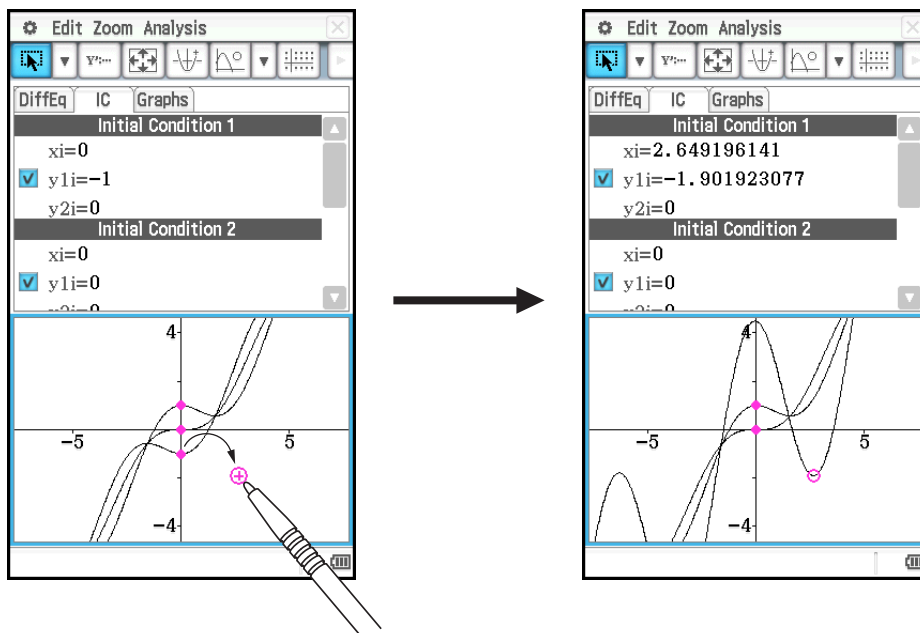 Edit Zoom Analysis
DiffEq IC Graphs
Initial Condition 1
xi=0
y1i=-1
y2i=0
Initial Condition 2
xi=0
y1i=0
4
-5 5
-4
Edit Zoom Analysis
DiffEq IC Graphs
Initial Condition 1
xi=2.649196141
y1i=-1.901923077
y2i=0
Initial Condition 2
xi=0
y1i=0
4
-5 5
-4